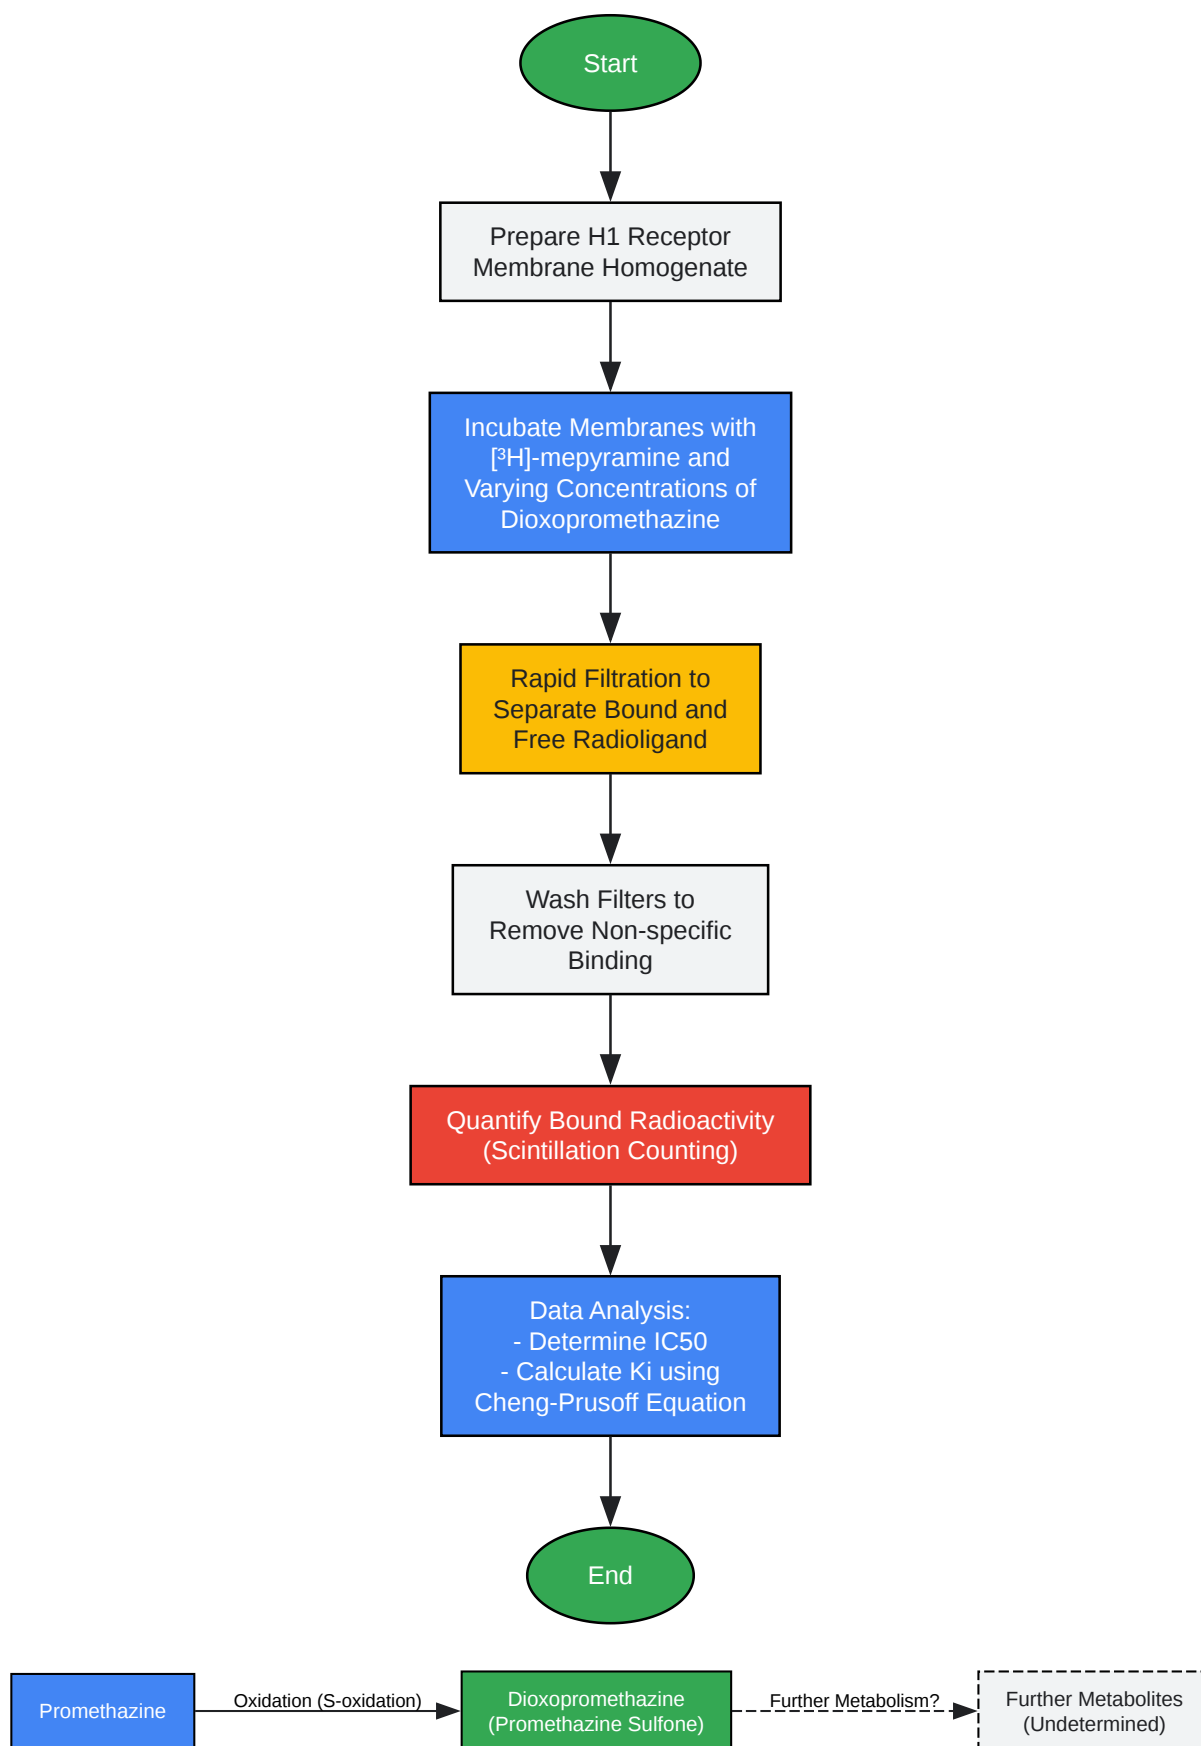 Start
Prepare H1 Receptor
Membrane Homogenate
Incubate Membranes with
[³H]-mepyramine and
Varying Concentrations of
Dioxopromethazine
Rapid Filtration to
Separate Bound and
Free Radioligand
Wash Filters to
Remove Non-specific
Binding
Quantify Bound Radioactivity
(Scintillation Counting)
Data Analysis:
- Determine IC50
- Calculate Ki using
Cheng-Prusoff Equation
End
Promethazine
Oxidation (S-oxidation)
Dioxopromethazine
(Promethazine Sulfone)
Further Metabolism?
Further Metabolites
(Undetermined)